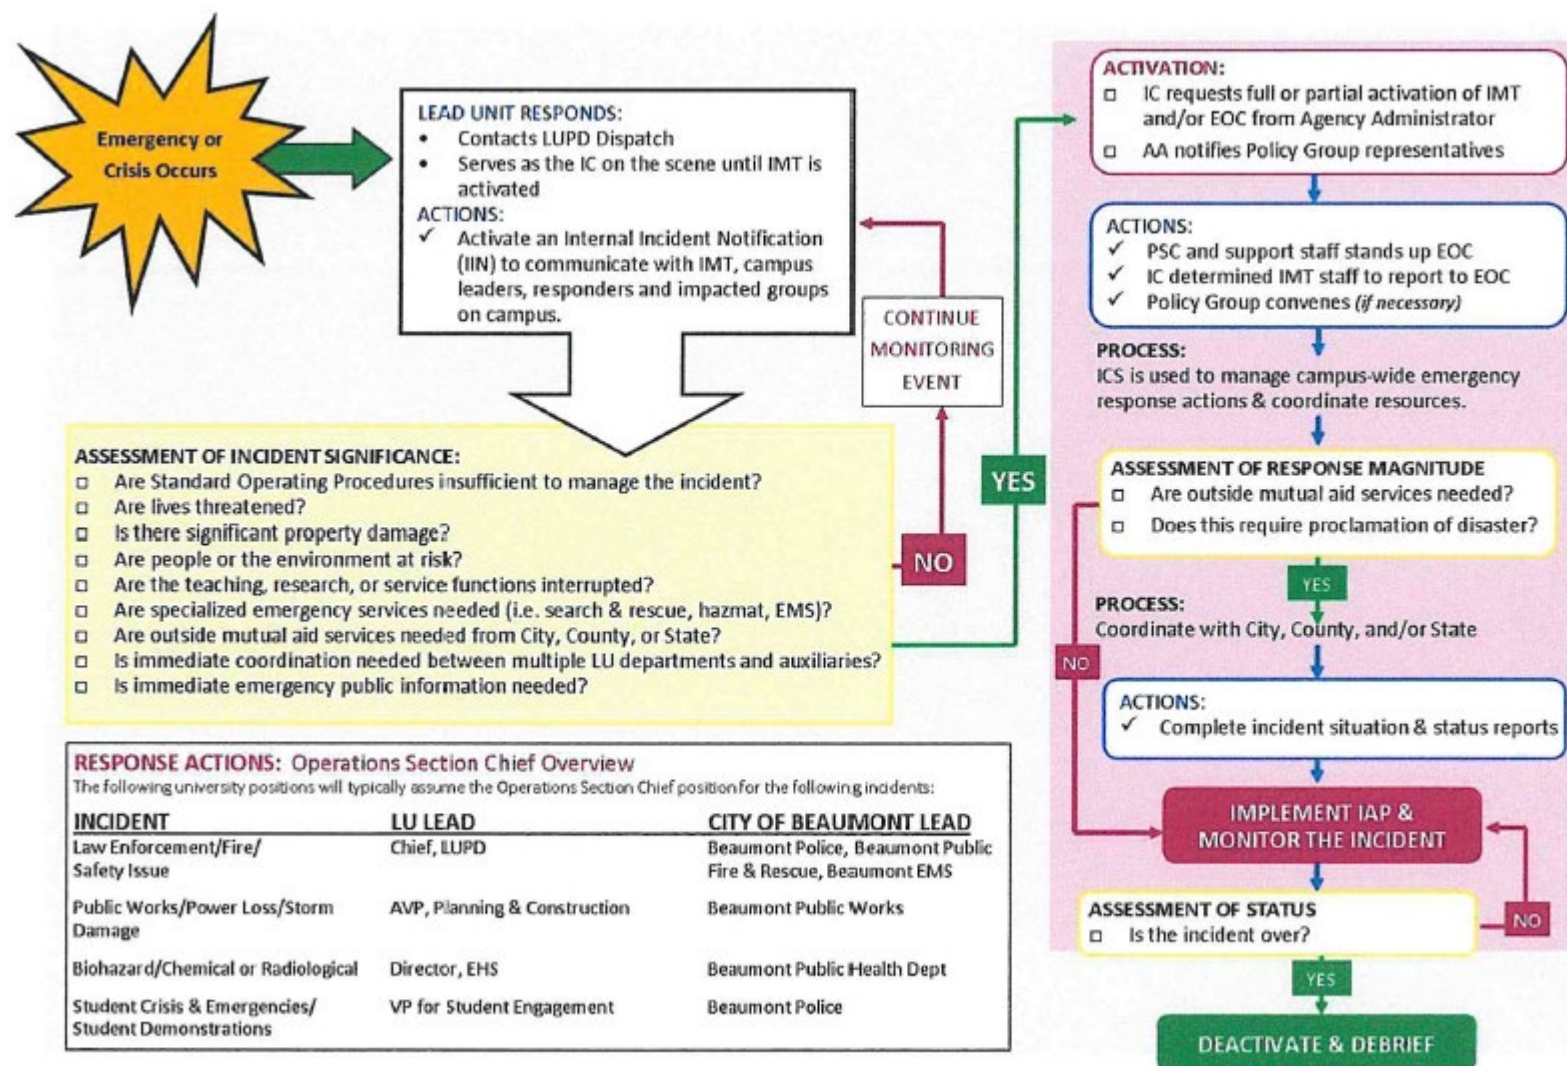 Emergency or
Crisis Occurs
LEAD UNIT RESPONDS:
• Contacts LUPD Dispatch
• Serves as the IC on the scene until IMT is
activated
ACTIONS:
✓ Activate an Internal Incident Notification
(IIN) to communicate with IMT, campus
leaders, responders and impacted groups
on campus.
CONTINUE
MONITORING
EVENT
ASSESSMENT OF INCIDENT SIGNIFICANCE:
□ Are Standard Operating Procedures insufficient to manage the incident?
□ Are lives threatened?
□ Is there significant property damage?
□ Are people or the environment at risk?
□ Are the teaching, research, or service functions interrupted?
□ Are specialized emergency services needed (i.e. search & rescue, hazmat, EMS)?
□ Are outside mutual aid services needed from City, County, or State?
□ Is immediate coordination needed between multiple LU departments and auxiliaries?
□ Is immediate emergency public information needed?
NO
YES
RESPONSE ACTIONS: Operations Section Chief Overview
The following university positions will typically assume the Operations Section Chief position for the following incidents:
INCIDENT LU LEAD CITY OF BEAUMONT LEAD
Law Enforcement/Fire/ Chief, LUPD Beaumont Police, Beaumont Public
Safety Issue Fire & Rescue, Beaumont EMS
Public Works/Power Loss/Storm AVP, Planning & Construction Beaumont Public Works
Damage
Biohazard/Chemical or Radiological Director, EHS Beaumont Public Health Dept
Student Crisis & Emergencies/ VP for Student Engagement Beaumont Police
Student Demonstrations
ACTIVATION:
□ IC requests full or partial activation of IMT
and/or EOC from Agency Administrator
□ AA notifies Policy Group representatives
ACTIONS:
✓ PSC and support staff stands up EOC
✓ IC determined IMT staff to report to EOC
✓ Policy Group convenes (if necessary)
PROCESS:
ICS is used to manage campus-wide emergency
response actions & coordinate resources.
ASSESSMENT OF RESPONSE MAGNITUDE
□ Are outside mutual aid services needed?
□ Does this require proclamation of disaster?
YES
PROCESS:
Coordinate with City, County, and/or State
NO
ACTIONS:
✓ Complete incident situation & status reports
IMPLEMENT IAP &
MONITOR THE INCIDENT
ASSESSMENT OF STATUS
□ Is the incident over?
NO
YES
DEACTIVATE & DEBRIEF